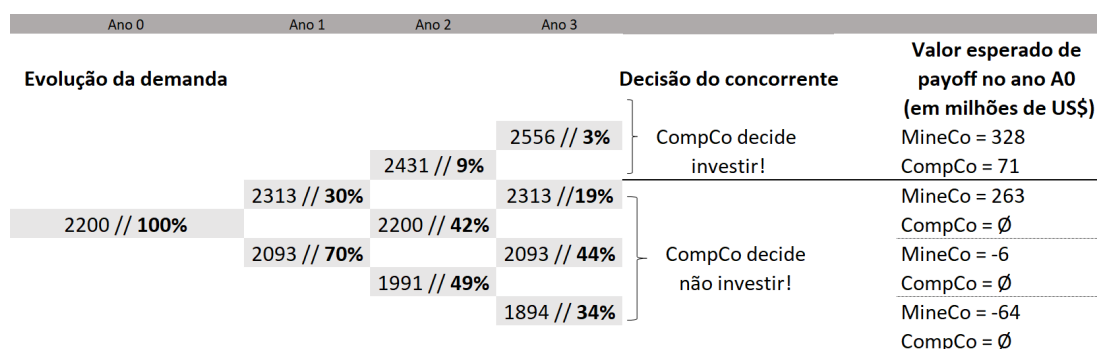 Ano 0 Ano 1 Ano 2 Ano 3
Evolução da demanda
Decisão do concorrente
Valor esperado de
payoff no ano A0
(em milhões de US$)
2556 // 3%
CompCo decide
investir!
MineCo = 328
2431 // 9%
CompCo = 71
2313 // 30%
2313 //19%
MineCo = 263
2200 // 100%
2200 // 42%
CompCo = Ø
2093 // 70%
2093 // 44%
CompCo decide
não investir!
MineCo = -6
1991 // 49%
CompCo = Ø
1894 // 34%
MineCo = -64
CompCo = Ø